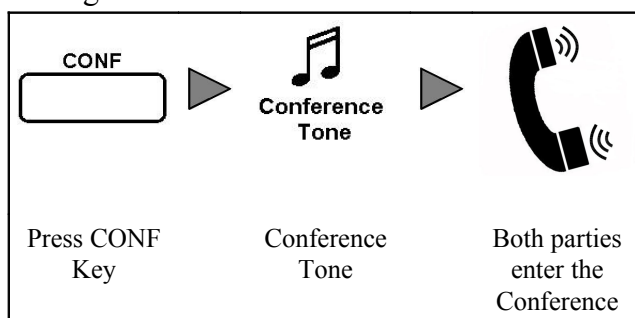 CONF
Conference
Tone
Press CONF
Key
Conference
Tone
Both parties
enter the
Conference